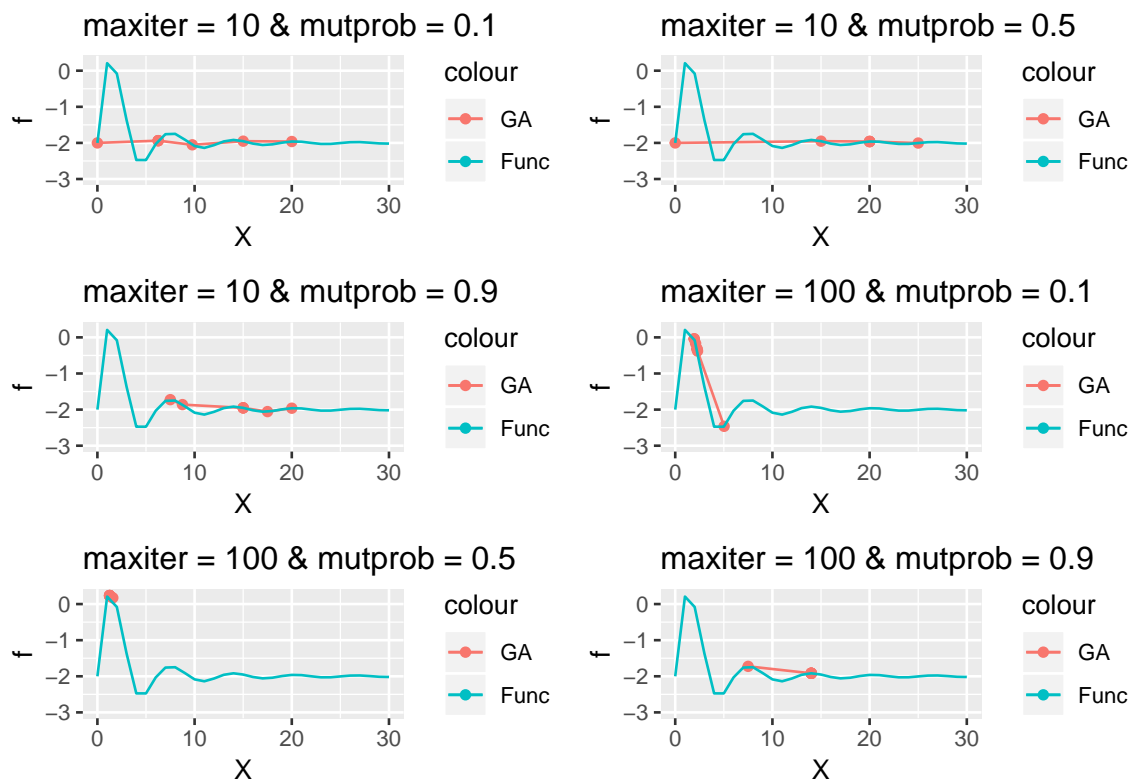 maxiter = 10 & mutprob = 0.1
f
0
−1
−2
−3
0 10 20 30
X
colour
GA
Func
maxiter = 10 & mutprob = 0.5
f
0
−1
−2
−3
0 10 20 30
X
colour
GA
Func
maxiter = 10 & mutprob = 0.9
f
0
−1
−2
−3
0 10 20 30
X
colour
GA
Func
maxiter = 100 & mutprob = 0.1
f
0
−1
−2
−3
0 10 20 30
X
colour
GA
Func
maxiter = 100 & mutprob = 0.5
f
0
−1
−2
−3
0 10 20 30
X
colour
GA
Func
maxiter = 100 & mutprob = 0.9
f
0
−1
−2
−3
0 10 20 30
X
colour
GA
Func